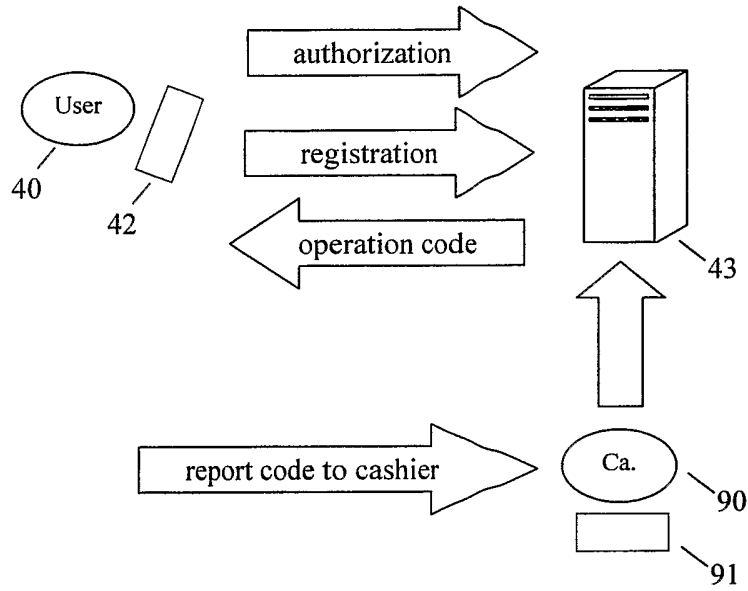 authorization
User
registration
40
42
operation code
43
report code to cashier
Ca.
90
91